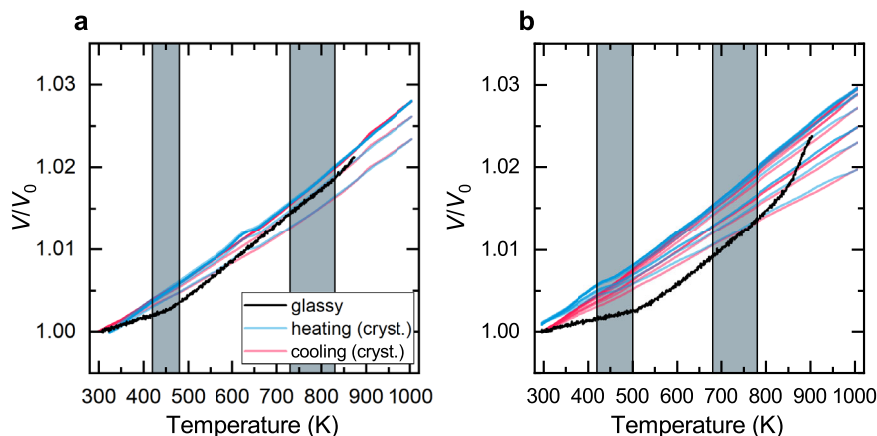 a
1.03
1.02
1.01
1.00
V/V0
300 400 500 600 700 800 900 1000
Temperature (K)
glassy
heating (cryst.)
cooling (cryst.)
b
1.03
1.02
1.01
1.00
V/V0
300 400 500 600 700 800 900 1000
Temperature (K)